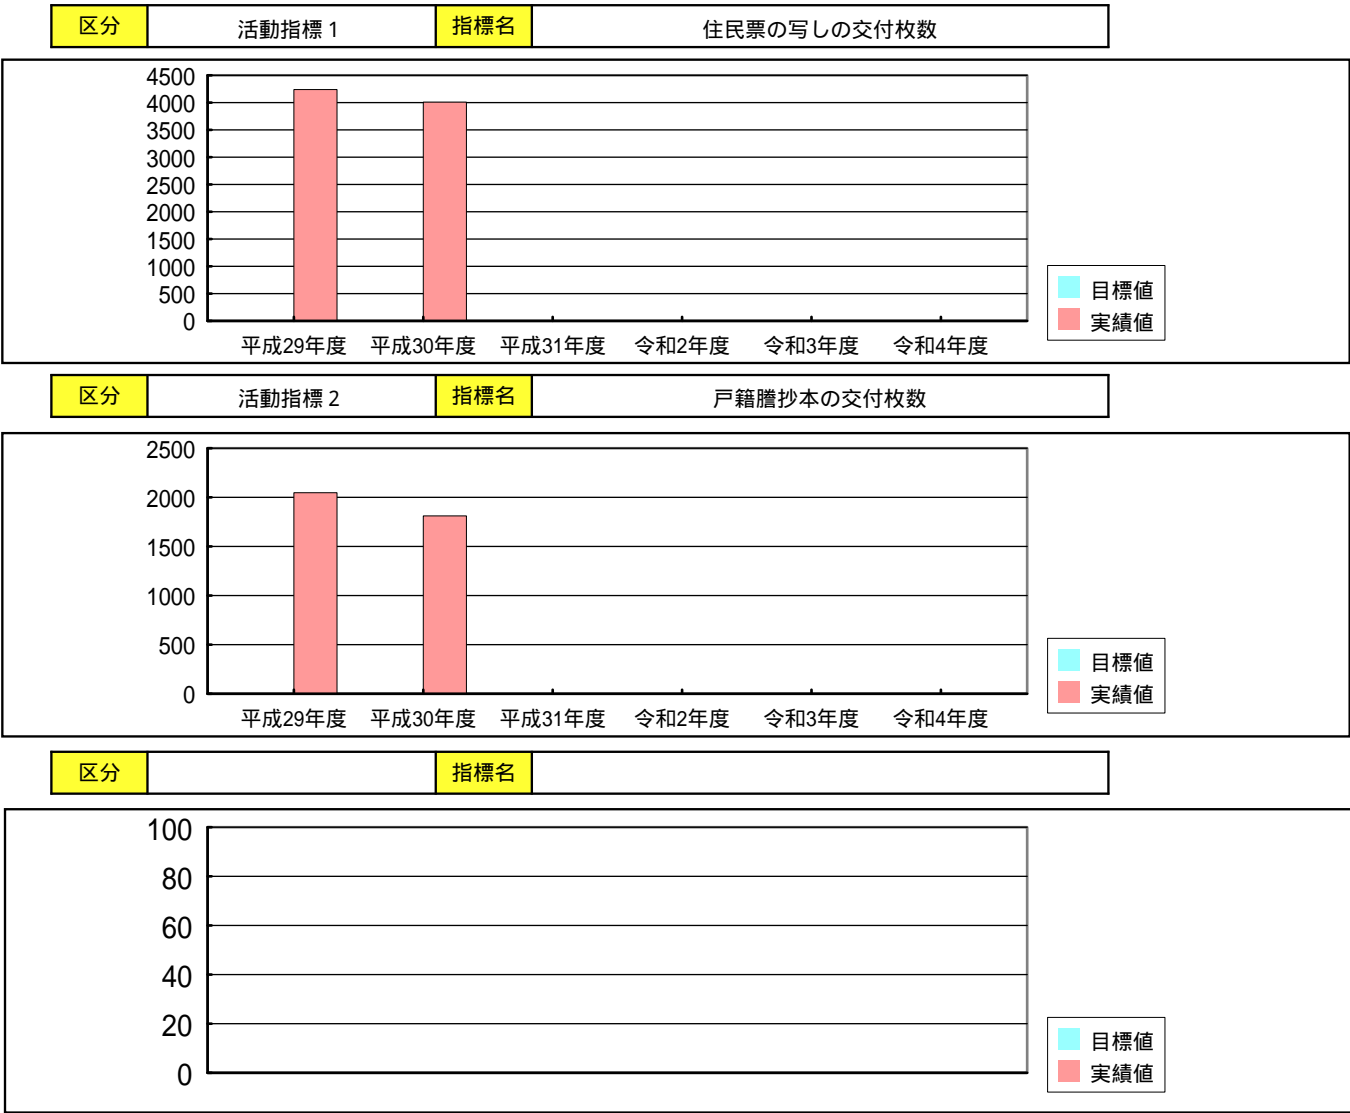 区分 活動指標1 指標名 住民票の写しの交付枚数
4500
4000
3500
3000
2500
2000
1500
1000
500
0
平成29年度 平成30年度 平成31年度 令和2年度 令和3年度 令和4年度
目標値
実績値
区分 活動指標2 指標名 戸籍謄抄本の交付枚数
2500
2000
1500
1000
500
0
平成29年度 平成30年度 平成31年度 令和2年度 令和3年度 令和4年度
目標値
実績値
区分 指標名
100
80
60
40
20
0
目標値
実績値